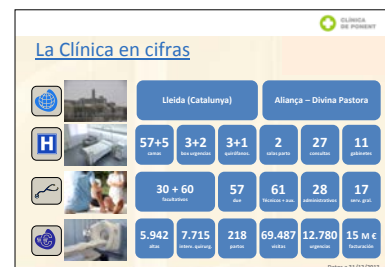 CLÍNICA
DE PONENT
La Clínica en cifras
Lleida (Catalunya)
Aliança – Divina Pastora
H
57+5
camas
3+2
box urgencias
3+1
quirófanos
2
salas parto
27
consultas
11
gabinetes
30 + 60
facultativos
57
due
61
Técnicos + aux.
28
administrativos
17
serv. gral.
€
5.942
altas
7.715
interv. quirurg.
218
partos
69.487
visitas
12.780
urgencias
15 M €
facturación